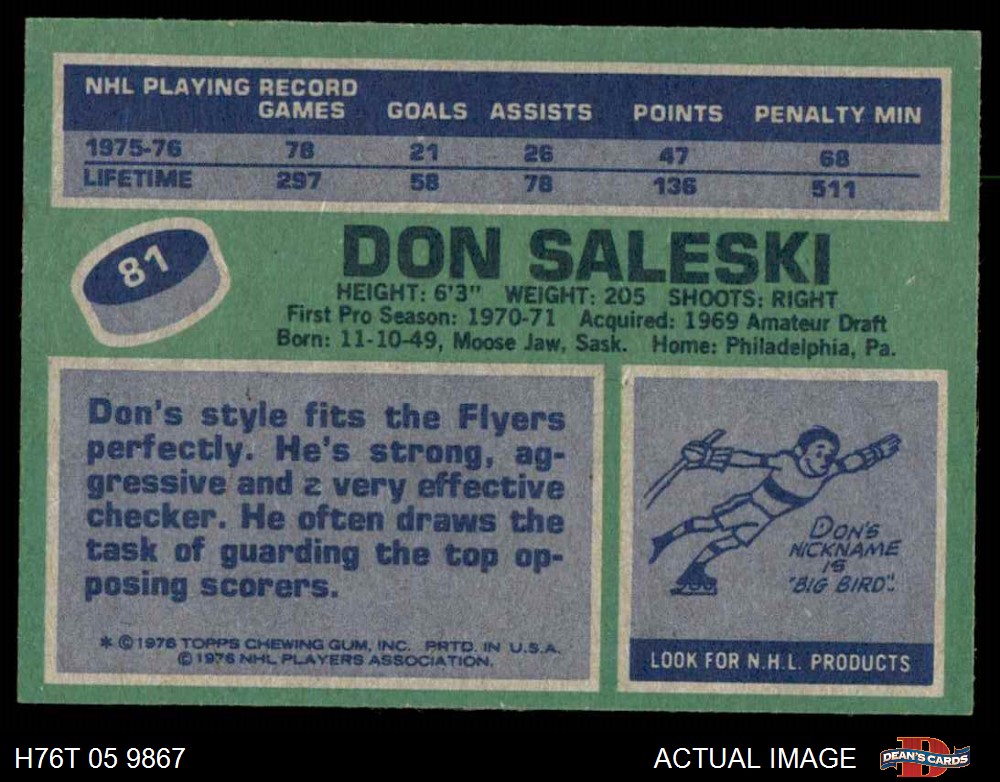 NHL PLAYING RECORD
GAMES GOALS ASSISTS POINTS PENALTY MIN
1975-76 78 21 26 47 68
LIFETIME 297 58 78 136 511
81
DON SALESKI
HEIGHT: 6'3" WEIGHT: 205 SHOOTS: RIGHT
First Pro Season: 1970-71 Acquired: 1969 Amateur Draft
Born: 11-10-49, Moose Jaw, Sask. Home: Philadelphia, Pa.
Don's style fits the Flyers
perfectly. He's strong, ag-
gressive and a very effective
checker. He often draws the
task of guarding the top op-
posing scorers.
* © 1976 TOPPS CHEWING GUM, INC. PRTD. IN U.S.A.
© 1976 NHL PLAYERS ASSOCIATION.
DON'S
NICKNAME
IS
"BIG BIRD".
LOOK FOR N.H.L. PRODUCTS
H76T 05 9867
ACTUAL IMAGE
D
DEAN'S CARDS